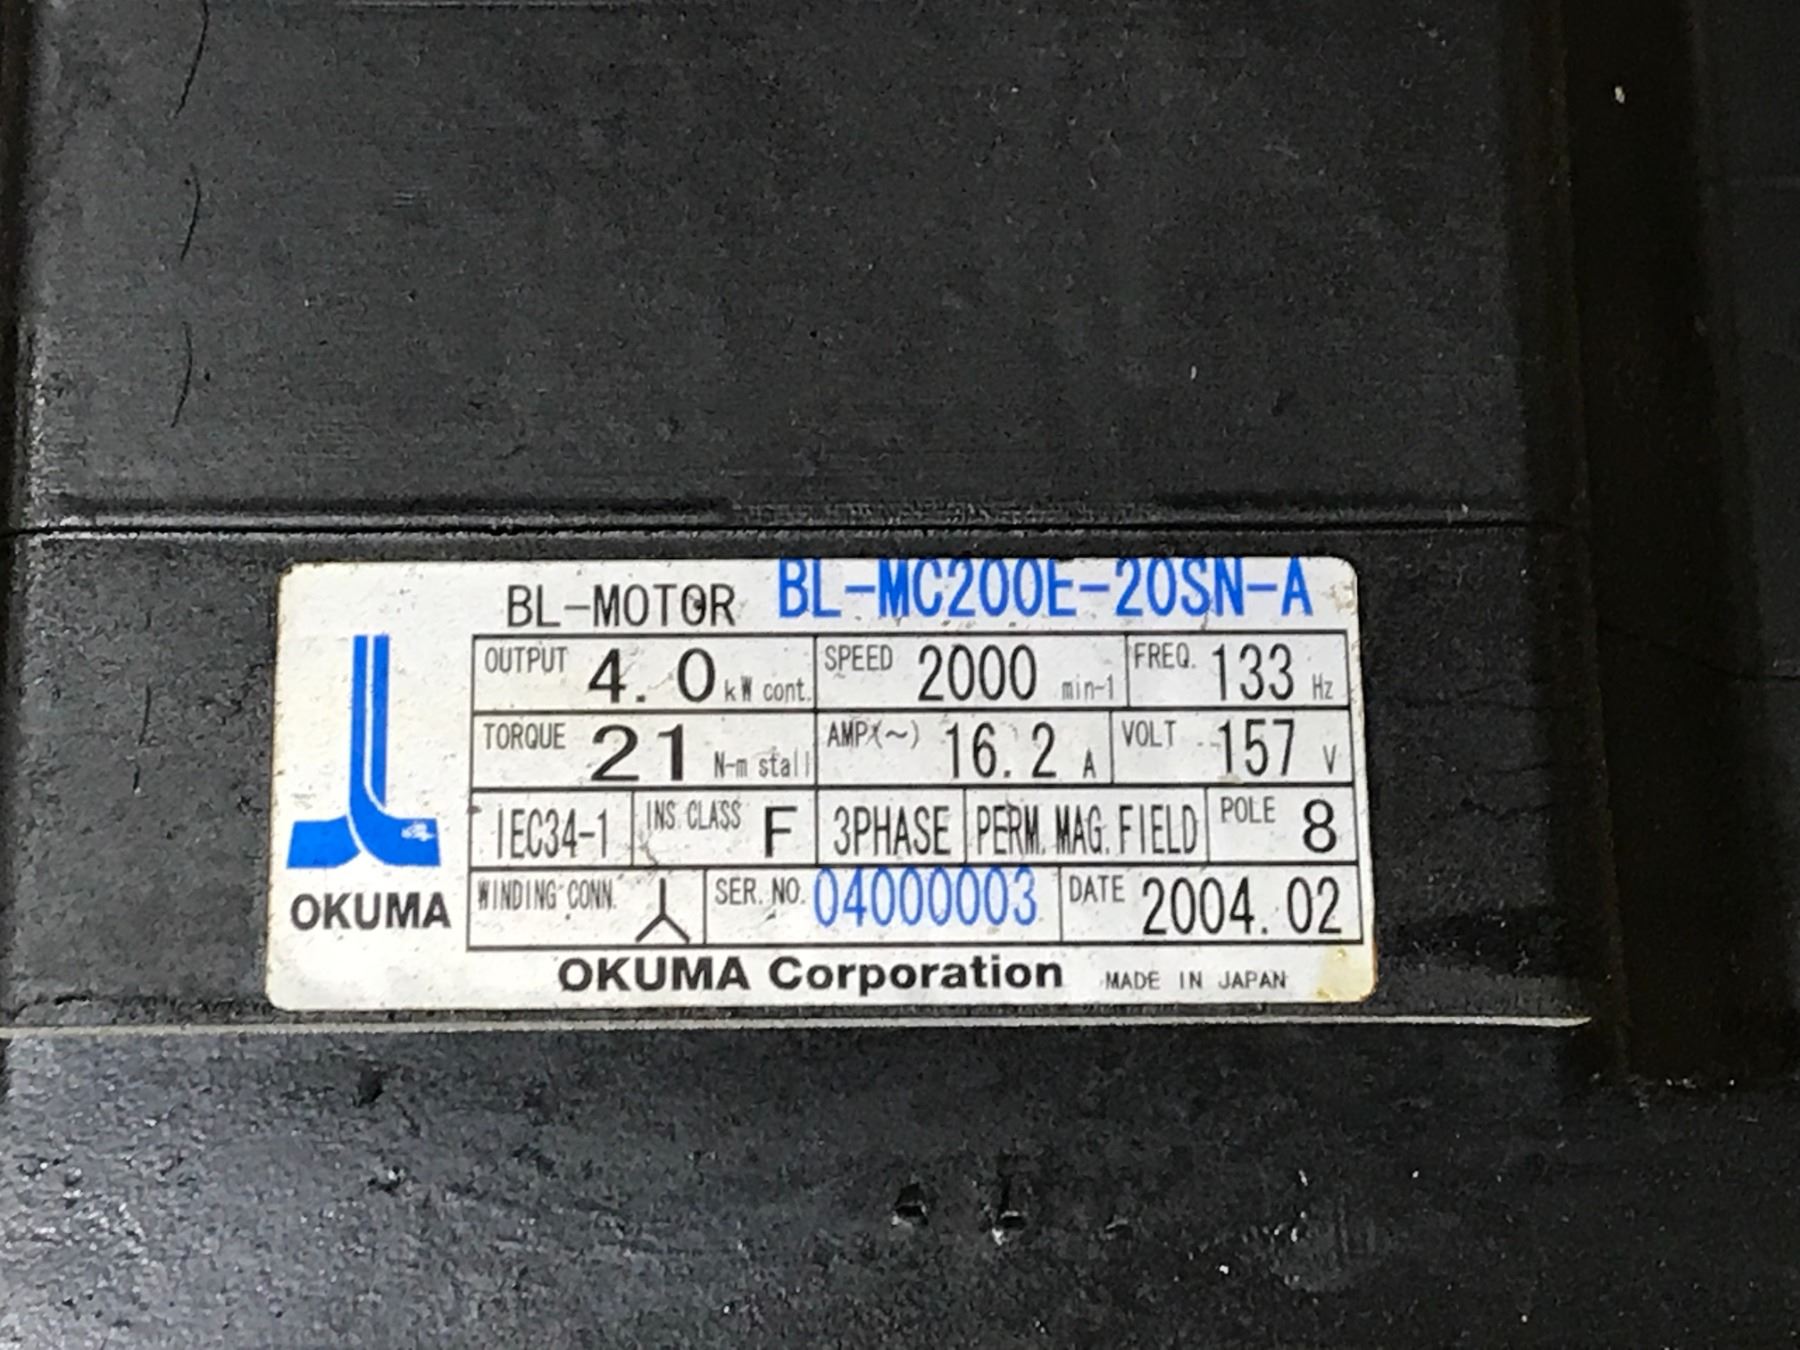 BL-MOTOR BL-MC200E-20SN-A
OUTPUT 4.0 kW cont. SPEED 2000 min-1 FREQ. 133 Hz
TORQUE 21 N-m stall AMP.(~) 16.2 A VOLT 157 V
IEC34-1 INS. CLASS F 3PHASE PERM. MAG. FIELD POLE 8
WINDING CONN. SER. NO. 04000003 DATE 2004.02
OKUMA
OKUMA Corporation MADE IN JAPAN